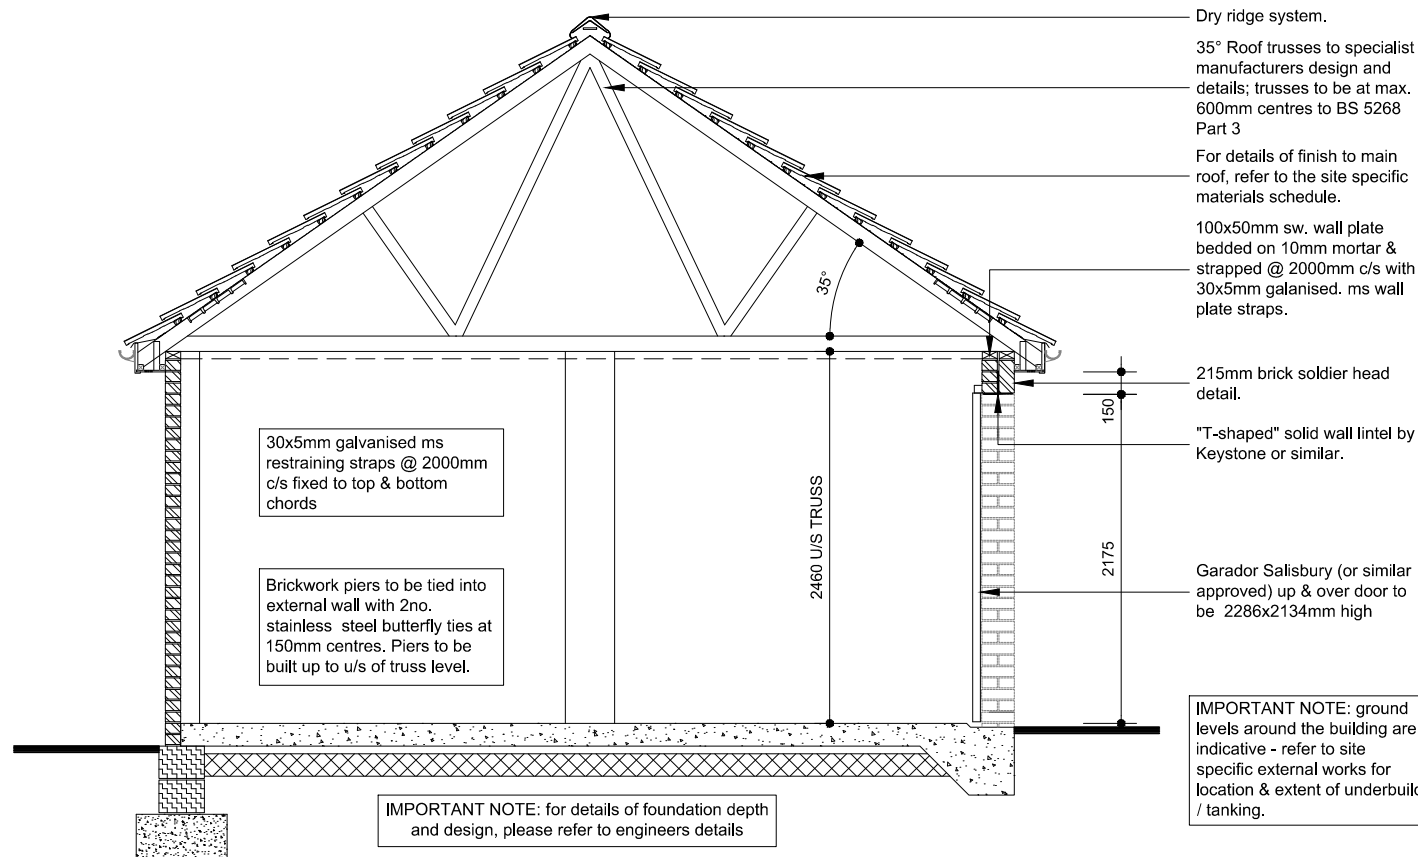 Dry ridge system.
35° Roof trusses to specialist
manufacturers design and
details; trusses to be at max.
600mm centres to BS 5268
Part 3
For details of finish to main
roof, refer to the site specific
materials schedule.
100x50mm sw. wall plate
bedded on 10mm mortar &
strapped @ 2000mm c/s with
30x5mm galanised. ms wall
plate straps.
35°
215mm brick soldier head
detail.
150
"T-shaped" solid wall lintel by
Keystone or similar.
30x5mm galvanised ms
restraining straps @ 2000mm
c/s fixed to top & bottom
chords
2460 U/S TRUSS
2175
Brickwork piers to be tied into
external wall with 2no.
stainless steel butterfly ties at
150mm centres. Piers to be
built up to u/s of truss level.
Garador Salisbury (or similar
approved) up & over door to
be 2286x2134mm high
IMPORTANT NOTE: ground
levels around the building are
indicative - refer to site
specific external works for
location & extent of underbuild
/ tanking.
IMPORTANT NOTE: for details of foundation depth
and design, please refer to engineers details